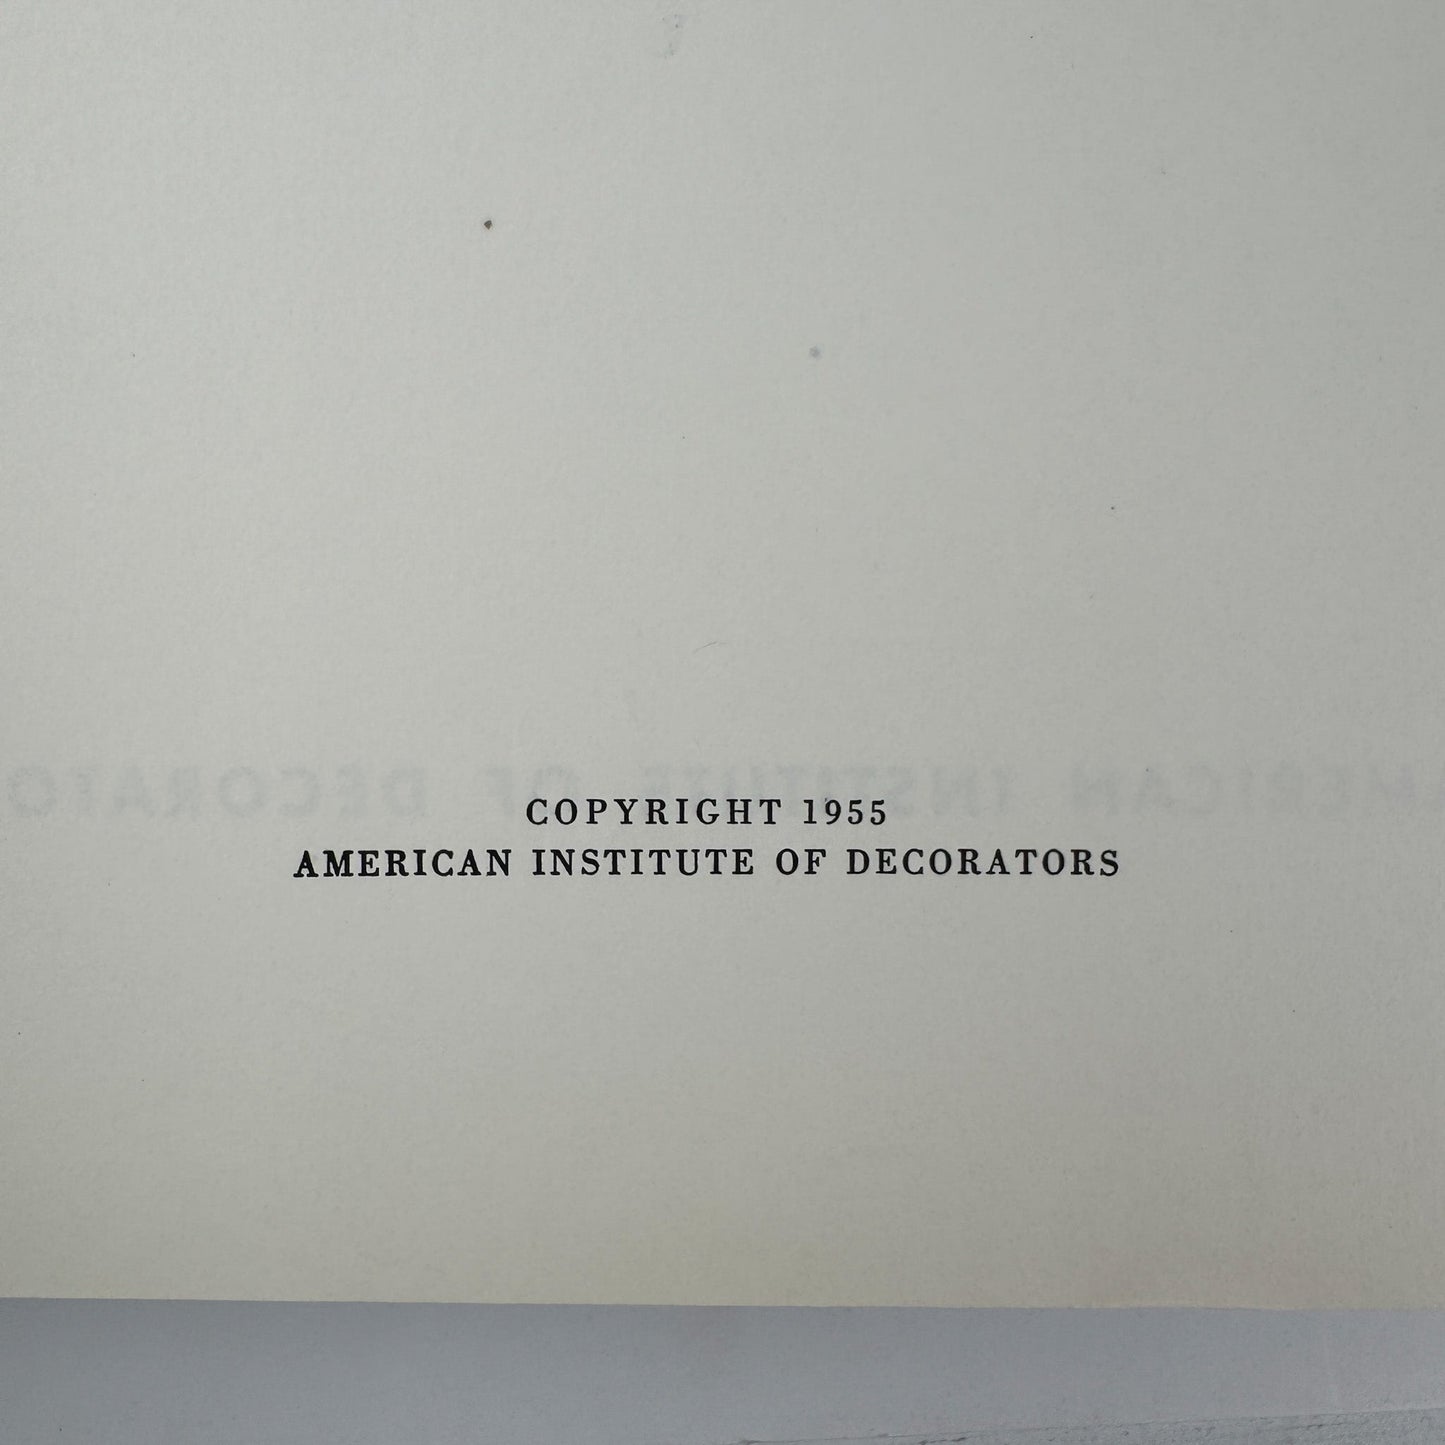 COPYRIGHT 1955
AMERICAN INSTITUTE OF DECORATORS